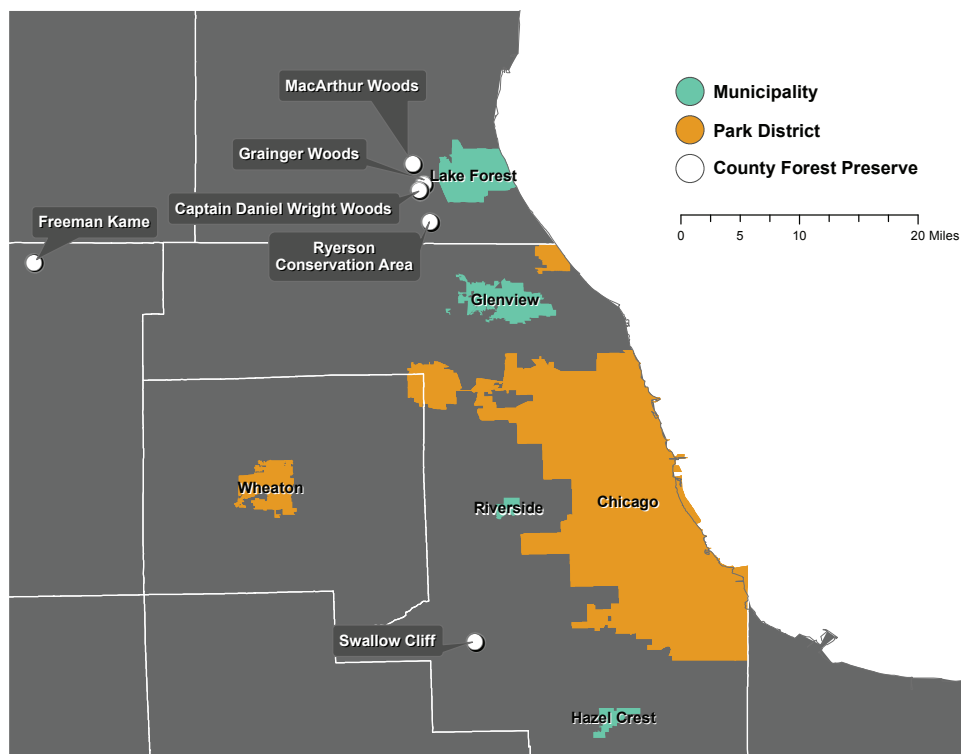 MacArthur Woods
Municipality
Park District
Grainger Woods
County Forest Preserve
Lake Forest
Captain Daniel Wright Woods
Freeman Kame
0 5 10 20 Miles
Ryerson
Conservation Area
Glenview
Wheaton
Chicago
Riverside
Swallow Cliff
Hazel Crest